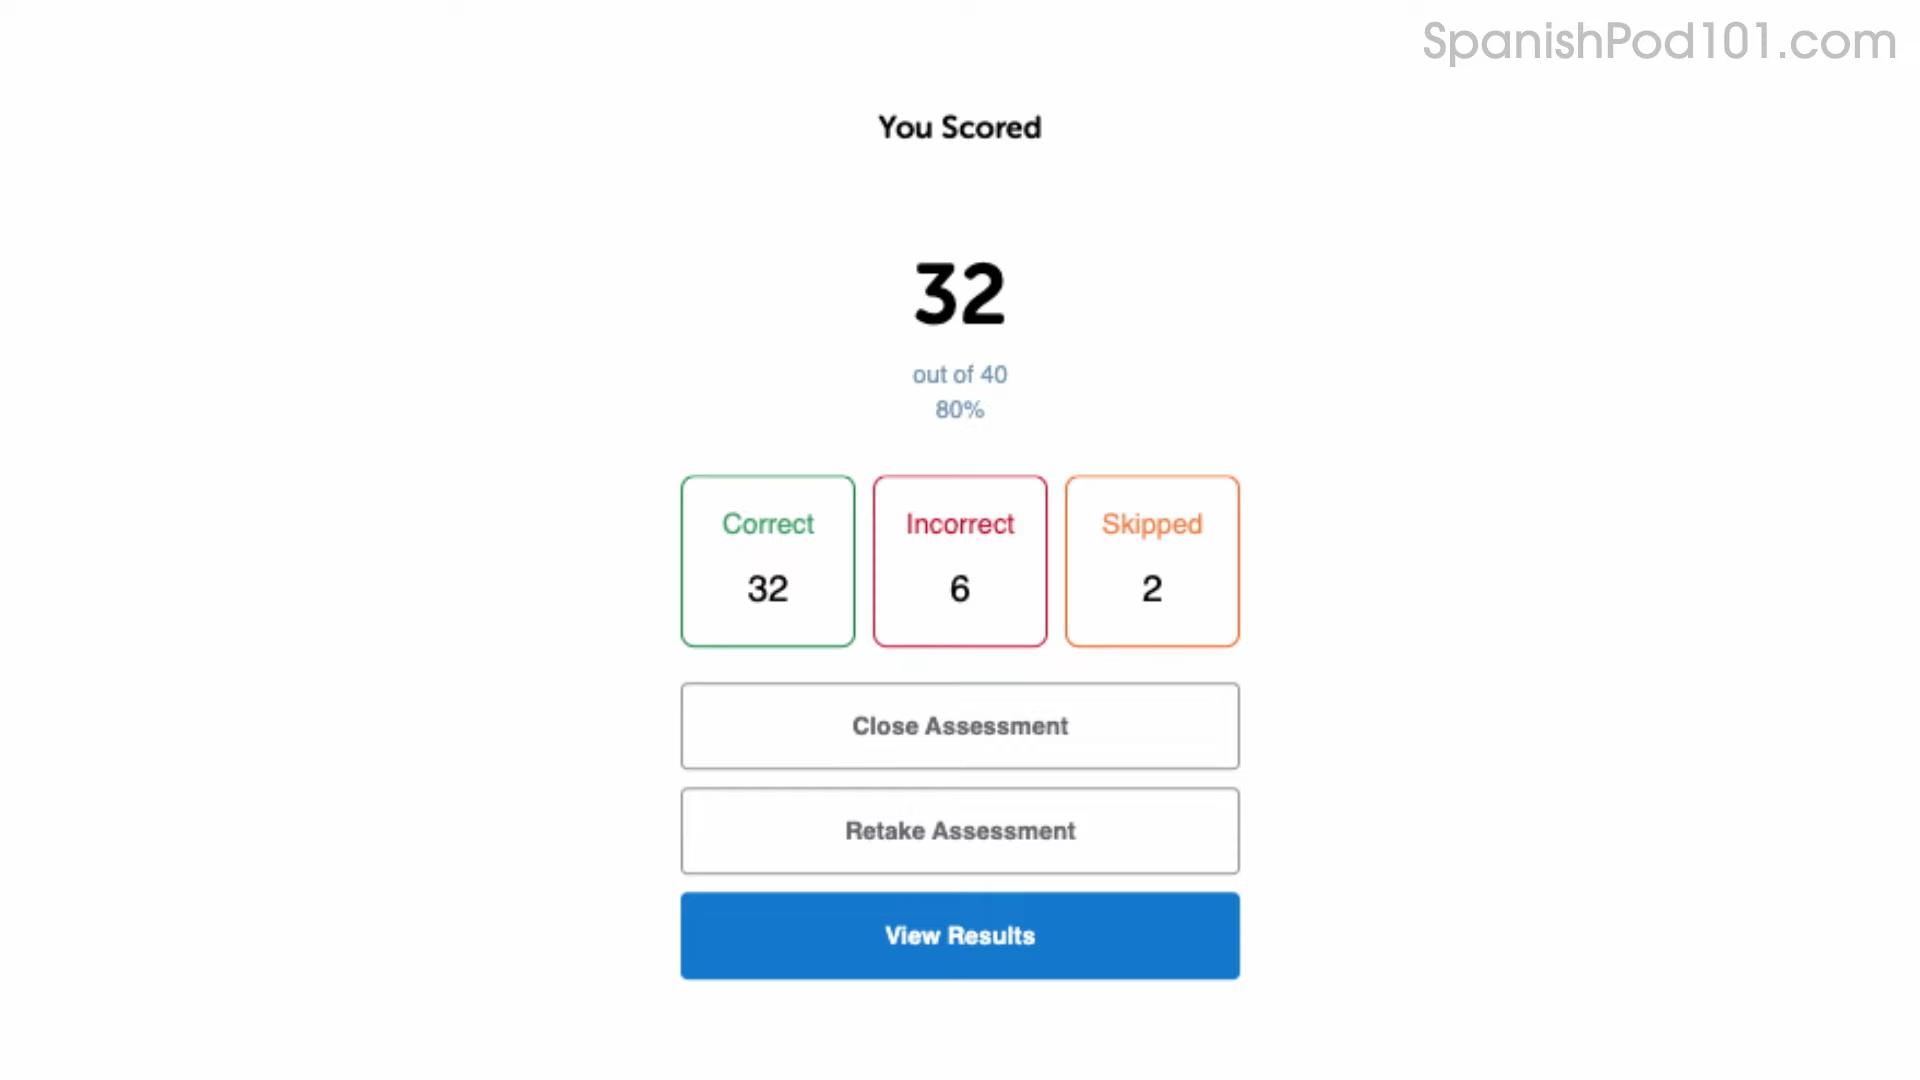 SpanishPod101.com
You Scored
32
out of 40
80%
Correct
32
Incorrect
6
Skipped
2
Close Assessment
Retake Assessment
View Results